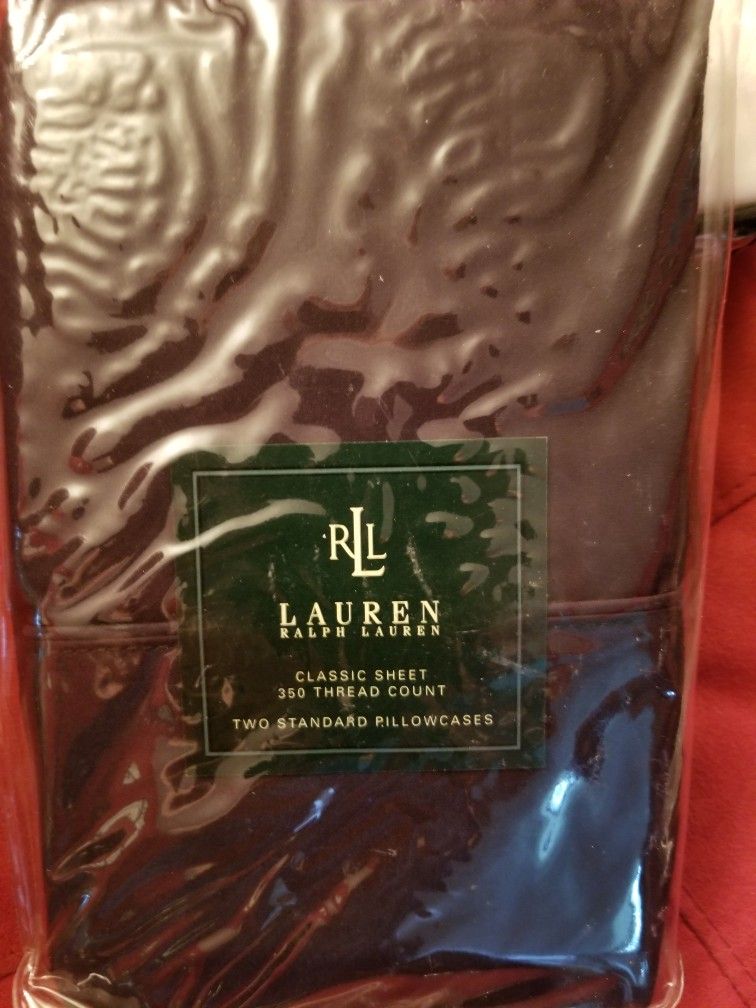 RLL
LAUREN
RALPH LAUREN
CLASSIC SHEET
350 THREAD COUNT
TWO STANDARD PILLOWCASES